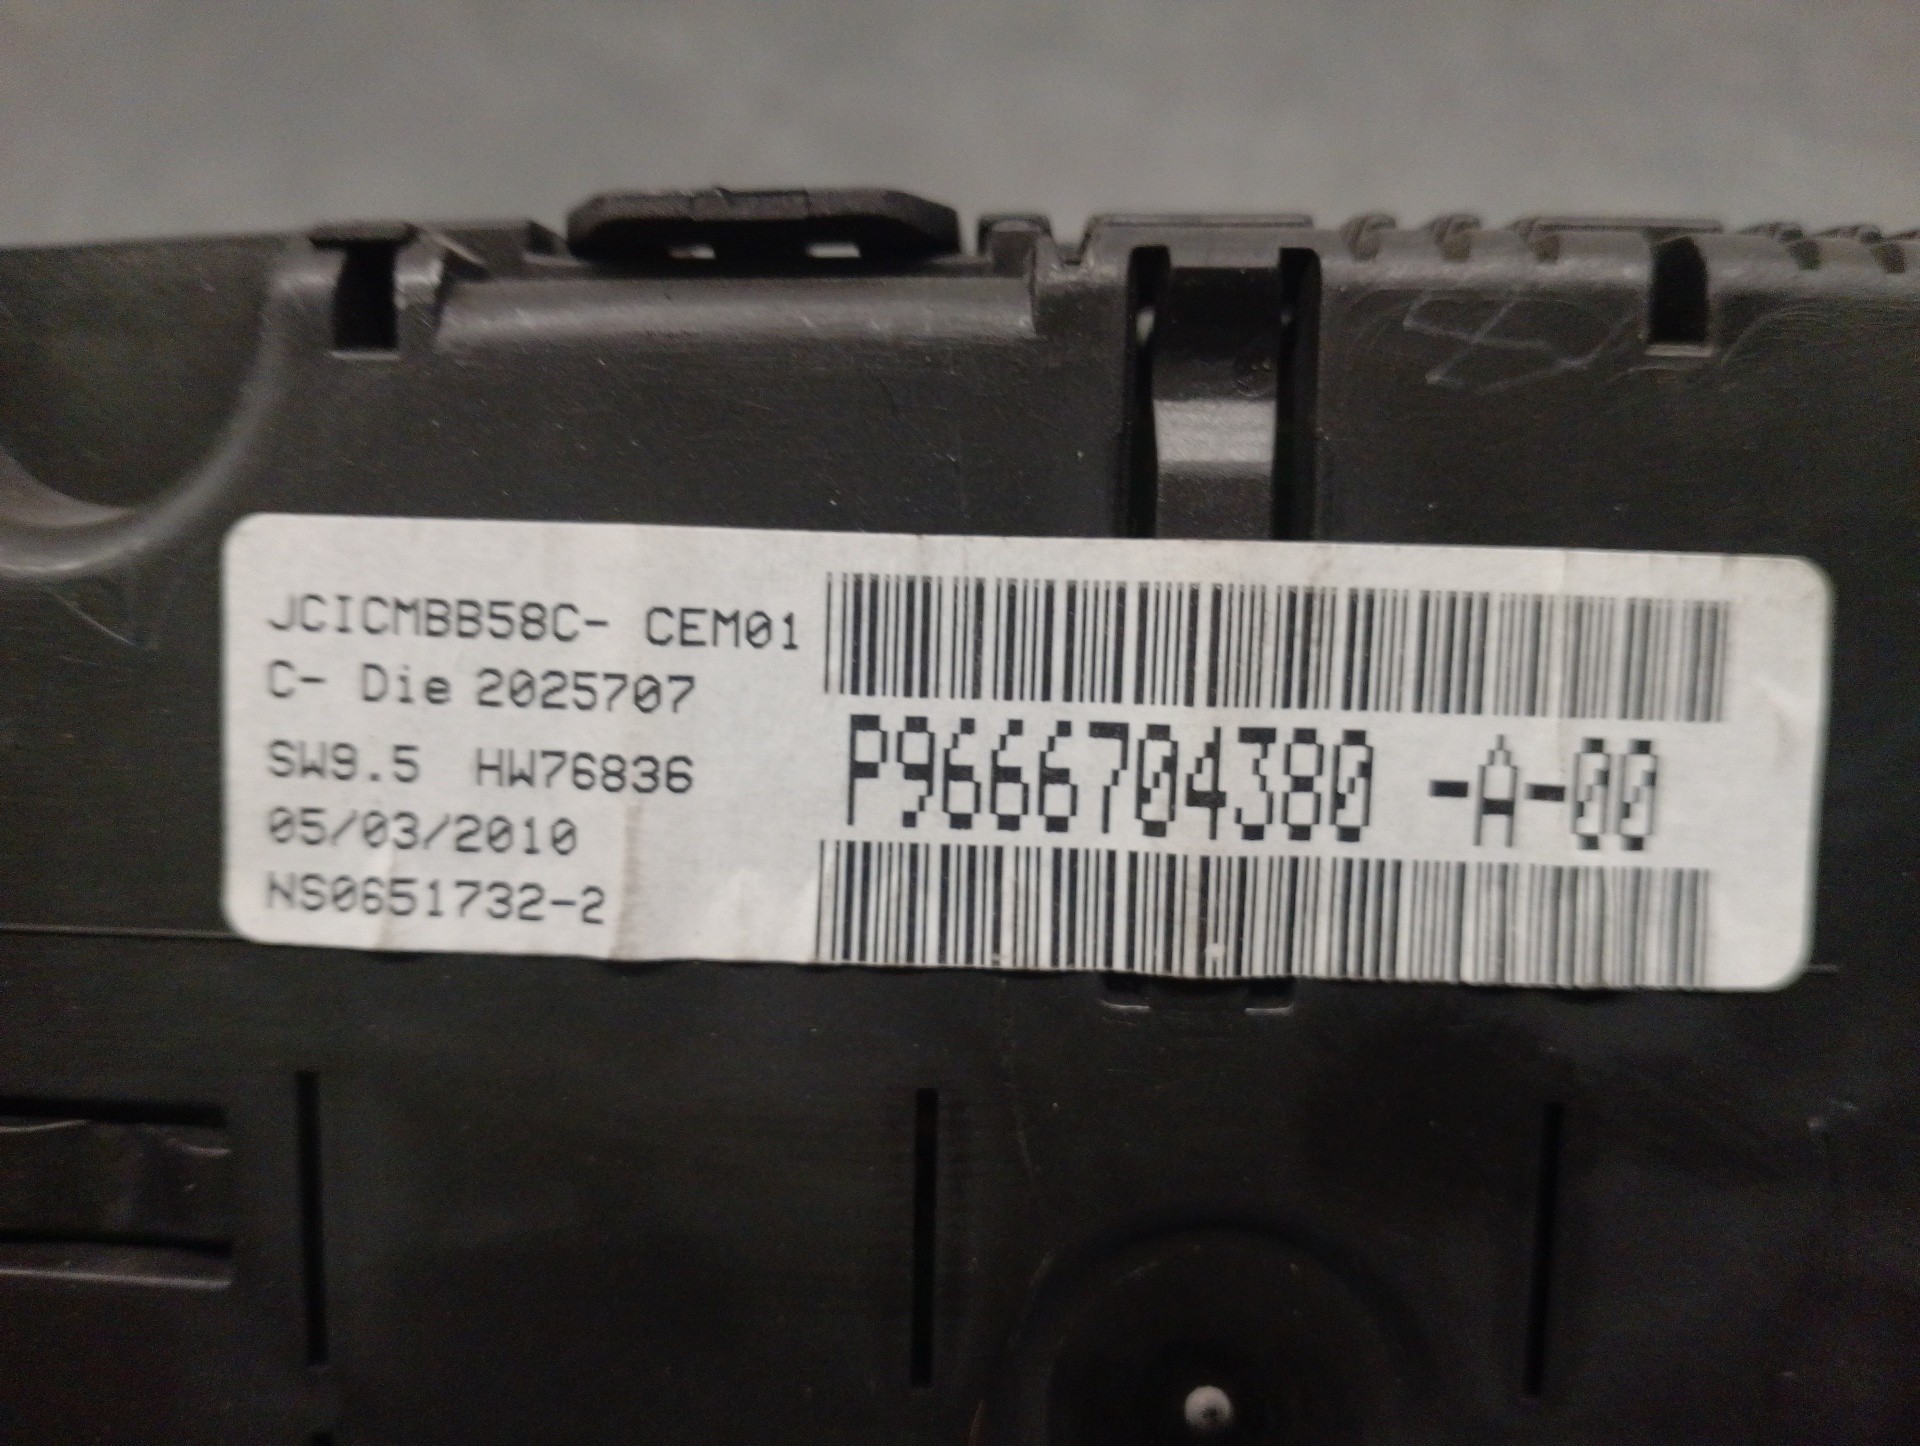 JCICMBB58C- CEM01
C- Die 2025707
SW9.5 HW76836
05/03/2010
NS0651732-2
P9666704380 -A-00